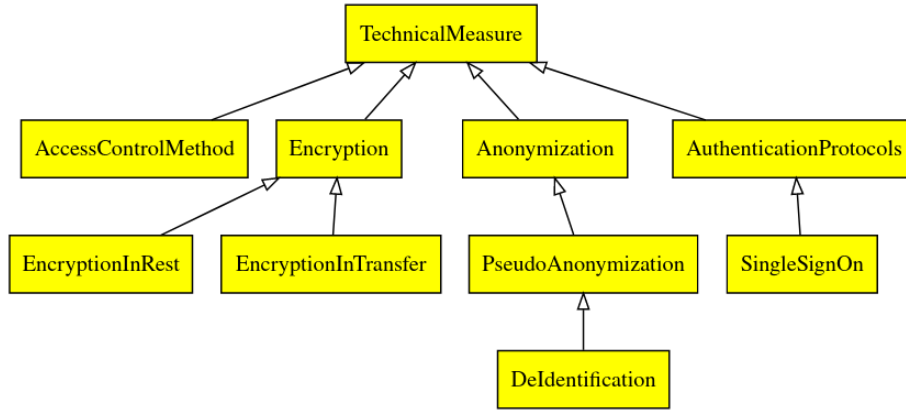 TechnicalMeasure
AccessControlMethod
Encryption
Anonymization
AuthenticationProtocols
EncryptionInRest
EncryptionInTransfer
PseudoAnonymization
SingleSignOn
DeIdentification